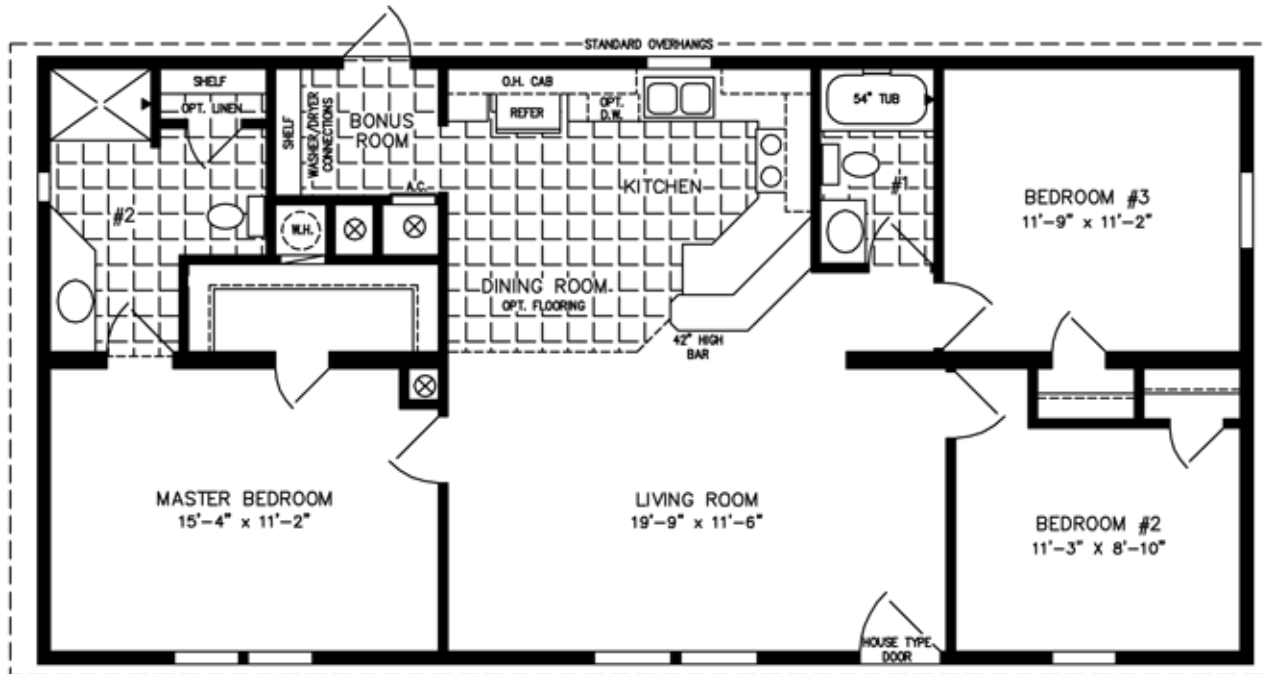 STANDARD OVERHANGS
SHELF
OPT. LINEN
SHELF
WASHER/DRYER
CONNECTIONS
BONUS
ROOM
A.C.
O.H. CAB
REFER
OPT.
D.W.
KITCHEN
54" TUB
#1
BEDROOM #3
11'-9" x 11'-2"
#2
W.H.
DINING ROOM
OPT. FLOORING
42" HIGH
BAR
MASTER BEDROOM
15'-4" x 11'-2"
LIVING ROOM
19'-9" x 11'-6"
BEDROOM #2
11'-3" X 8'-10"
HOUSE TYPE
DOOR